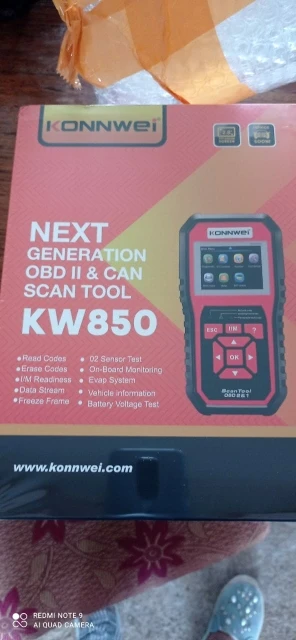 KONNWEI
NEXT
GENERATION
OBD II & CAN
SCAN TOOL
KW850
Read Codes
Erase Codes
I/M Readiness
Data Stream
Freeze Frame
O2 Sensor Test
On-Board Monitoring
Evap System
Vehicle information
Battery Voltage Test
KONNWEI
ESC
I/M
?
OK
ScanTool
www.konnwei.com
REDMI NOTE 9
AI QUAD CAMERA